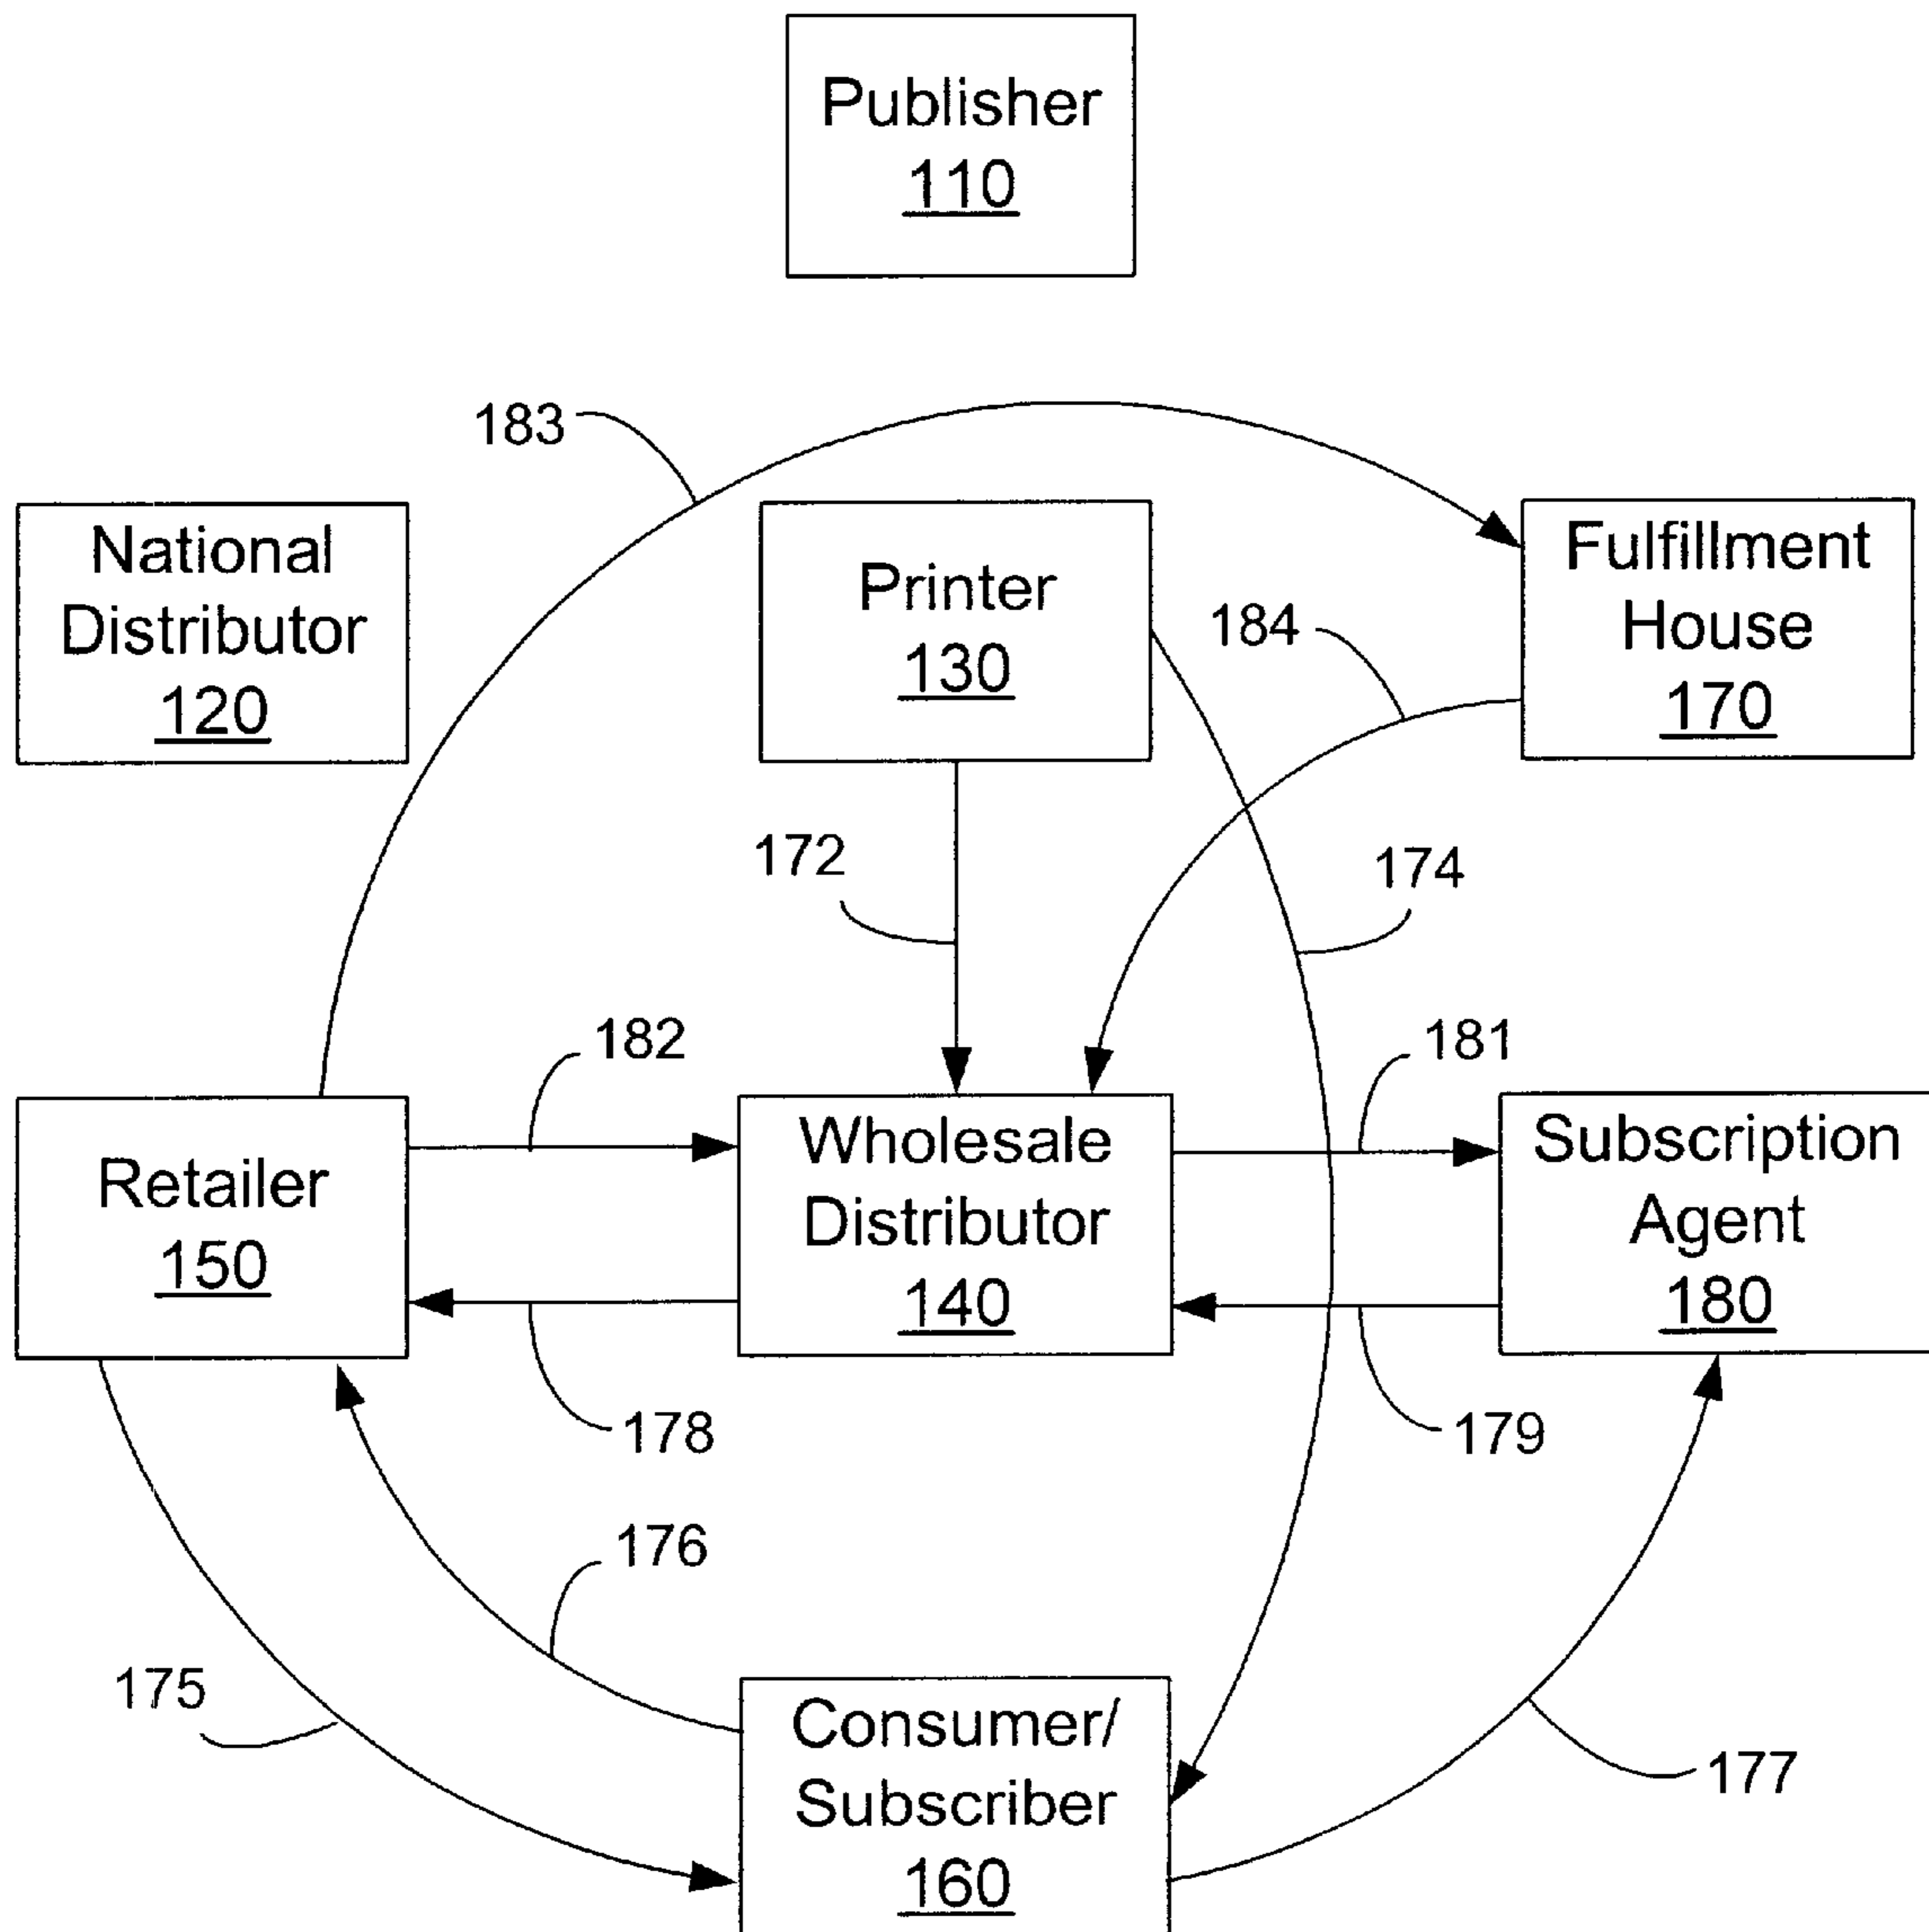 Publisher
110
183
National
Distributor
120
Printer
130
Fulfillment
House
170
184
172
174
182
181
Retailer
150
Wholesale
Distributor
140
Subscription
Agent
180
178
179
176
175
Consumer/
Subscriber
160
177